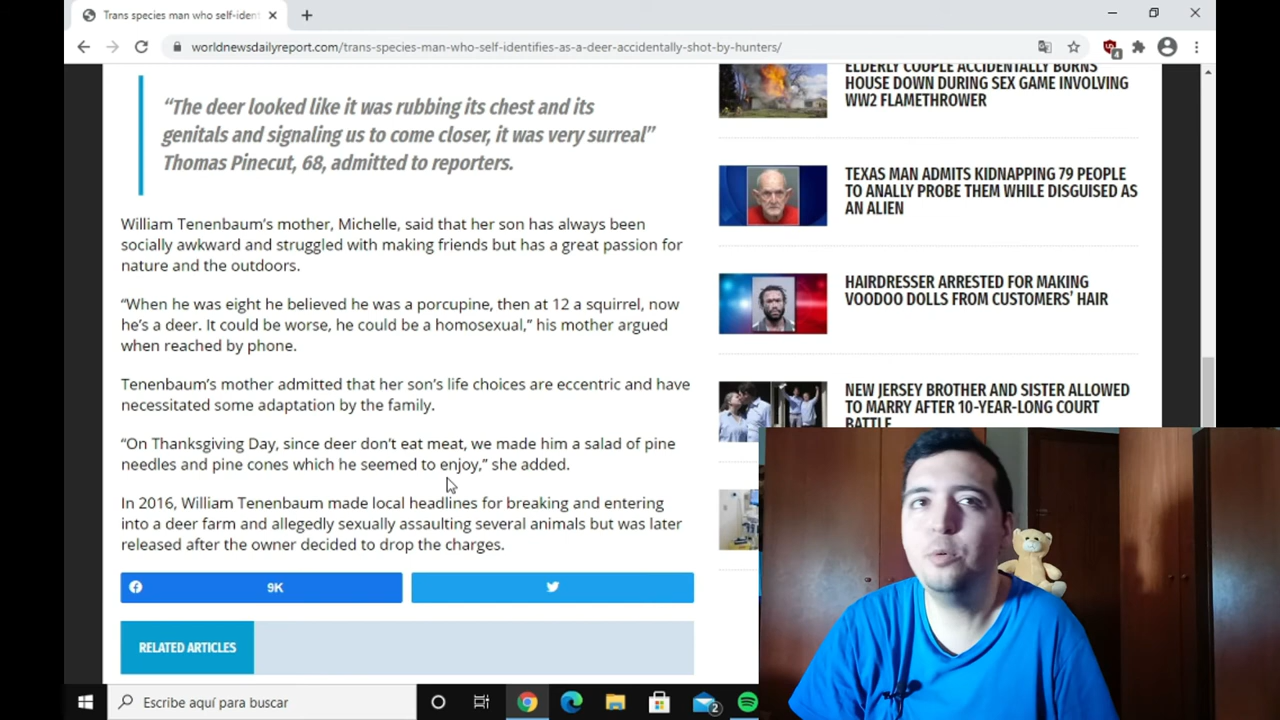 Trans species man who self-ident
worldnewsdailyreport.com/trans-species-man-who-self-identifies-as-a-deer-accidentally-shot-by-hunters/
4
“The deer looked like it was rubbing its chest and its
genitals and signaling us to come closer, it was very surreal”
Thomas Pinecut, 68, admitted to reporters.
William Tenenbaum’s mother, Michelle, said that her son has always been
socially awkward and struggled with making friends but has a great passion for
nature and the outdoors.
“When he was eight he believed he was a porcupine, then at 12 a squirrel, now
he’s a deer. It could be worse, he could be a homosexual,” his mother argued
when reached by phone.
Tenenbaum’s mother admitted that her son’s life choices are eccentric and have
necessitated some adaptation by the family.
“On Thanksgiving Day, since deer don’t eat meat, we made him a salad of pine
needles and pine cones which he seemed to enjoy,” she added.
In 2016, William Tenenbaum made local headlines for breaking and entering
into a deer farm and allegedly sexually assaulting several animals but was later
released after the owner decided to drop the charges.
9K
RELATED ARTICLES
ELDERLY COUPLE ACCIDENTALLY BURNS
HOUSE DOWN DURING SEX GAME INVOLVING
WW2 FLAMETHROWER
TEXAS MAN ADMITS KIDNAPPING 79 PEOPLE
TO ANALLY PROBE THEM WHILE DISGUISED AS
AN ALIEN
HAIRDRESSER ARRESTED FOR MAKING
VOODOO DOLLS FROM CUSTOMERS’ HAIR
NEW JERSEY BROTHER AND SISTER ALLOWED
TO MARRY AFTER 10-YEAR-LONG COURT
BATTLE
Escribe aquí para buscar
2